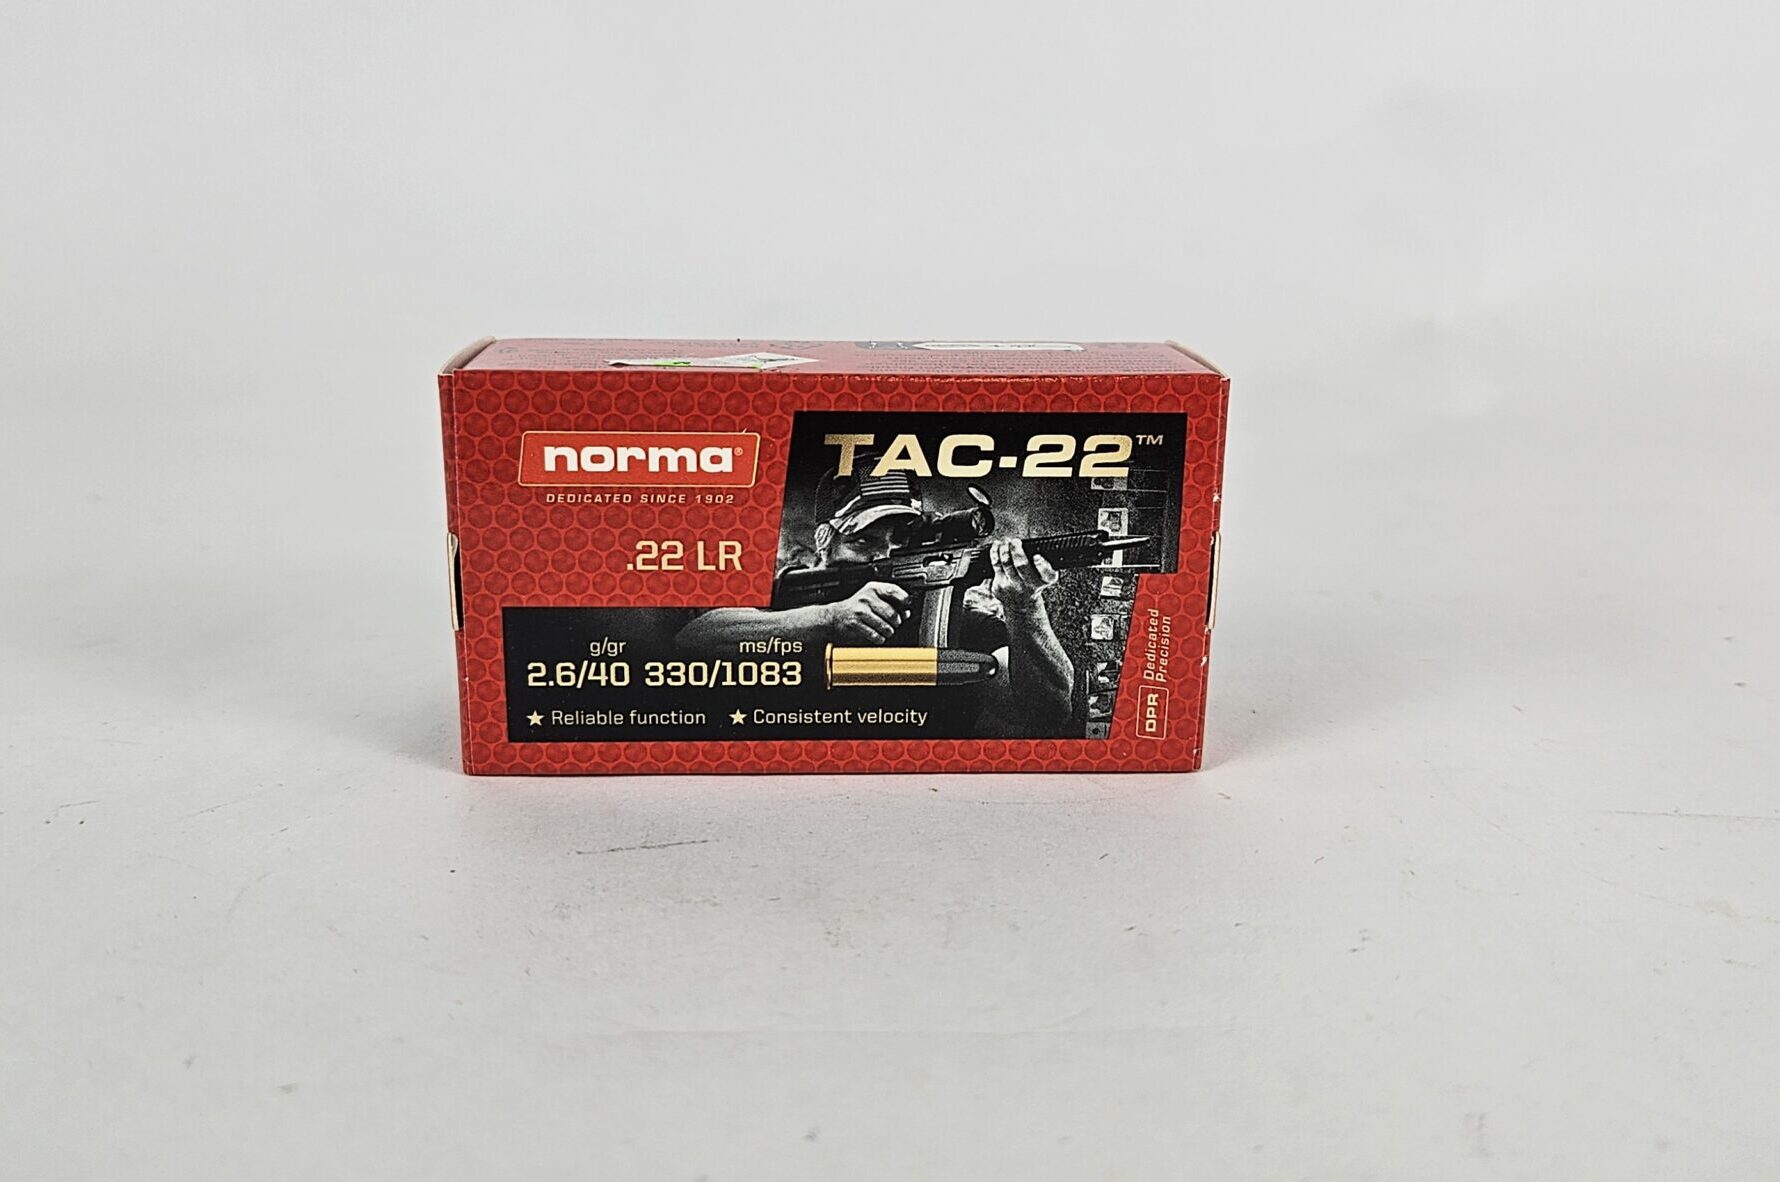 norma®
DEDICATED SINCE 1902
.22 LR
TAC-22™
g/gr ms/fps
2.6/40 330/1083
★ Reliable function ★ Consistent velocity
DPR Dedicated
Precision